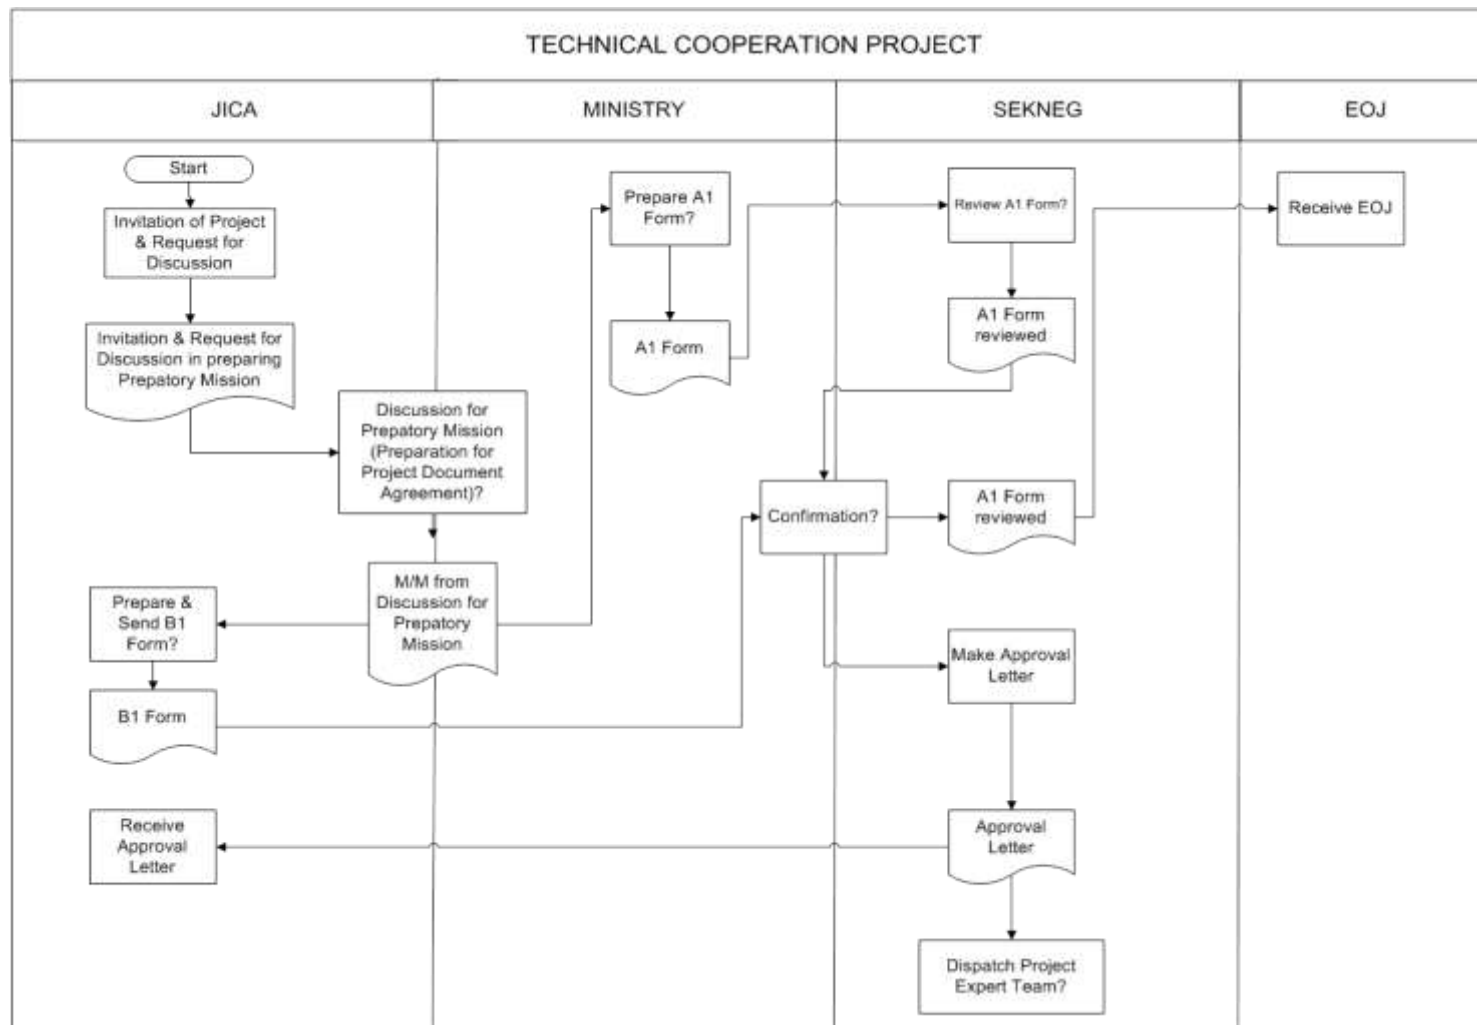 TECHNICAL COOPERATION PROJECT
JICA
MINISTRY
SEKNEG
EOJ
Start
Invitation of Project
& Request for
Discussion
Invitation & Request for
Discussion in preparing
Prepatory Mission
Discussion for
Prepatory Mission
(Preparation for
Project Document
Agreement)?
M/M from
Discussion for
Prepatory
Mission
Prepare &
Send B1
Form?
B1 Form
Receive
Approval
Letter
Prepare A1
Form?
A1 Form
Confirmation?
Review A1 Form?
A1 Form
reviewed
A1 Form
reviewed
Make Approval
Letter
Approval
Letter
Dispatch Project
Expert Team?
Receive EOJ